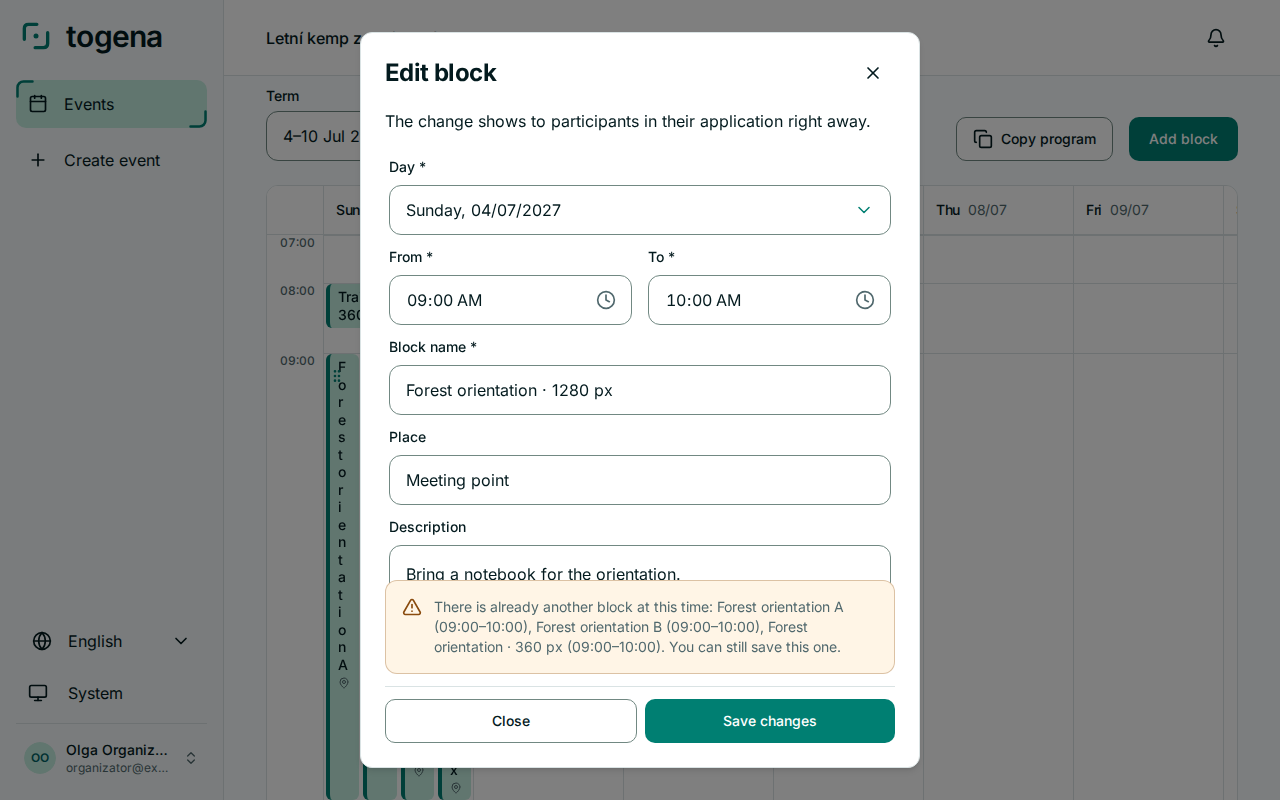 togena
Events
Create event
English
System
OO
Olga Organiz...
organizator@ex...
Letní kemp z
Term
4–10 Jul 2
Copy program
Add block
Sun
Thu 08/07
Fri 09/07
07:00
08:00
09:00
Tra
360
F
o
r
e
s
t
o
r
i
e
n
t
a
t
i
o
n
A
x
Edit block
The change shows to participants in their application right away.
Day *
Sunday, 04/07/2027
From *
To *
09:00 AM
10:00 AM
Block name *
Forest orientation · 1280 px
Place
Meeting point
Description
Bring a notebook for the orientation.
There is already another block at this time: Forest orientation A
(09:00–10:00), Forest orientation B (09:00–10:00), Forest
orientation · 360 px (09:00–10:00). You can still save this one.
Close
Save changes